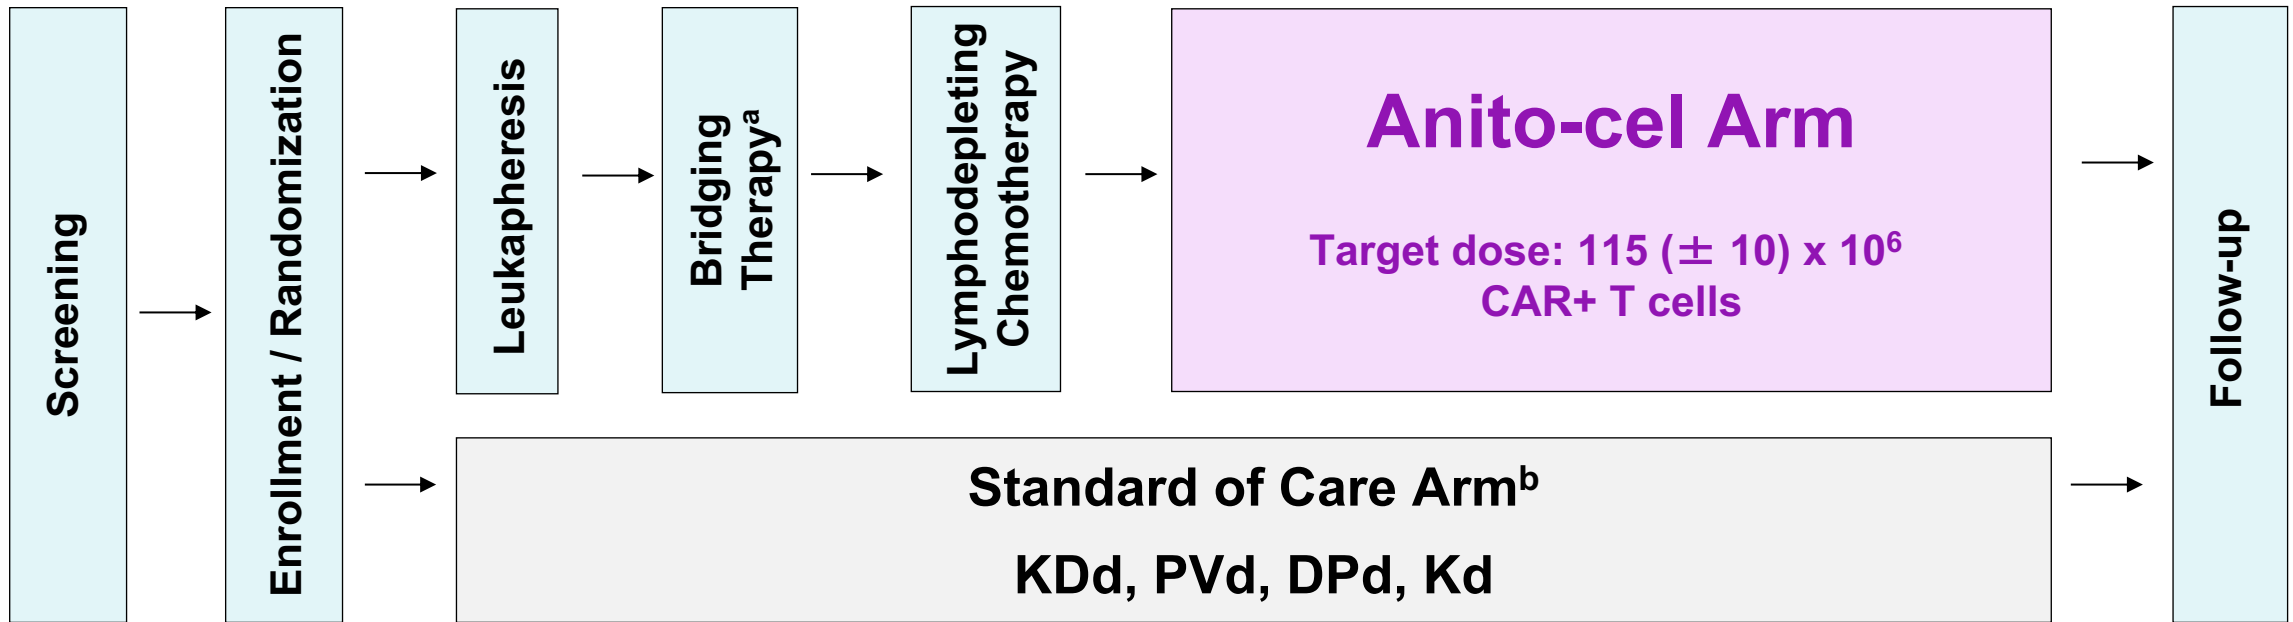 Screening
Enrollment / Randomization
Leukapheresis
Bridging
Therapyᵃ
Lymphodepleting
Chemotherapy
Anito-cel Arm
Target dose: 115 (± 10) x 10⁶
CAR+ T cells
Standard of Care Armᵇ
KDd, PVd, DPd, Kd
Follow-up